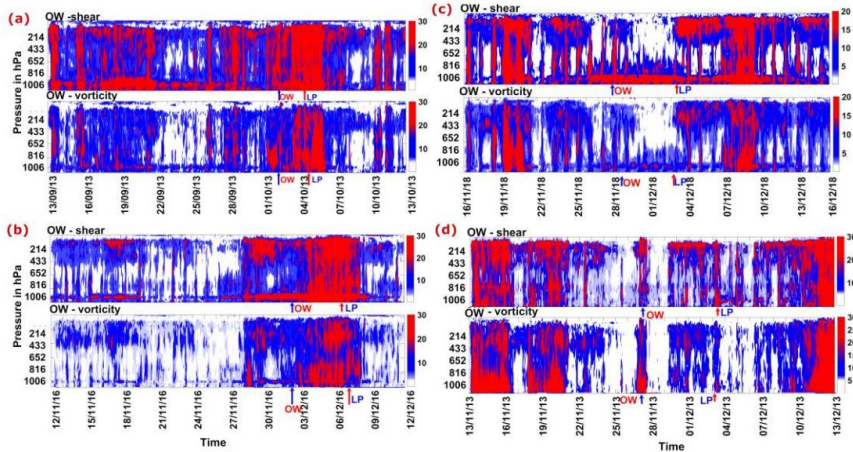 (a)
OW -shear
30
20
10
214
433
652
816
1006
OW LP
OW - vorticity
30
20
10
214
433
652
816
1006
OW LP
Pressure in hPa
13/09/13 16/09/13 19/09/13 22/09/13 25/09/13 28/09/13 01/10/13 04/10/13 07/10/13 10/10/13 13/10/13
(c)
OW - shear
20
15
10
5
214
433
652
816
1006
OW LP
OW - vorticity
20
15
10
5
214
433
652
816
1006
OW LP
16/11/18 19/11/18 22/11/18 25/11/18 28/11/18 01/12/18 04/12/18 07/12/18 10/12/18 13/12/18 16/12/18
(b)
OW - shear
30
20
10
214
433
652
816
1006
OW LP
OW - vorticity
30
20
10
214
433
652
816
1006
OW LP
Pressure in hPa
12/11/16 15/11/16 18/11/16 21/11/16 24/11/16 27/11/16 30/11/16 03/12/16 06/12/16 09/12/16 12/12/16
Time
(d)
OW - shear
30
20
10
214
433
652
816
1006
OW LP
OW - vorticity
30
25
20
15
10
5
214
433
652
816
1006
OW LP
13/11/13 16/11/13 19/11/13 22/11/13 25/11/13 28/11/13 01/12/13 04/12/13 07/12/13 10/12/13 13/12/13
Time